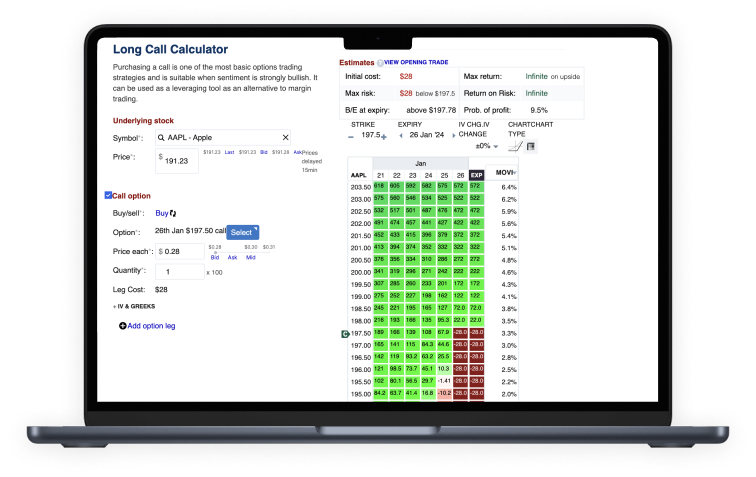 Long Call Calculator
Purchasing a call is one of the most basic options trading
strategies and is suitable when sentiment is strongly bullish. It
can be used as a leveraging tool as an alternative to margin
trading.
Underlying stock
Symbol*:
AAPL - Apple
Price*:
$ 191.23
$191.23 Last $191.23 Bid $191.28 Ask
Prices
delayed
15min
Call option
Buy/sell*: Buy
Option*: 26th Jan $197.50 call Select
Price each*: $ 0.28
$0.28 $0.30 $0.31
Bid Ask Mid
Quantity*: 1 x 100
Leg Cost: $28
+ IV & GREEKS
Add option leg
Estimates VIEW OPENING TRADE
Initial cost: $28 Max return: Infinite on upside
Max risk: $28 below $197.5 Return on Risk: Infinite
B/E at expiry: above $197.78 Prob. of profit: 9.5%
STRIKE EXPIRY IV CHG.IV CHARTCHART
197.5 26 Jan '24 CHANGE TYPE
±0%
Jan
AAPL 21 22 23 24 25 26 EXP MOV
203.50 618 605 592 582 575 572 572 6.4%
203.00 575 560 546 534 525 522 522 6.2%
202.50 532 517 501 487 476 472 472 5.9%
202.00 491 474 457 441 427 422 422 5.6%
201.50 452 433 415 396 379 372 372 5.4%
201.00 413 394 374 352 332 322 322 5.1%
200.50 376 356 334 310 286 272 272 4.8%
200.00 341 319 296 271 242 222 222 4.6%
199.50 307 285 260 233 201 172 172 4.3%
199.00 275 252 227 198 162 122 122 4.1%
198.50 245 221 195 165 127 72.0 72.0 3.8%
198.00 216 193 166 135 95.3 22.0 22.0 3.5%
C 197.50 189 166 139 108 67.9 -28.0 -28.0 3.3%
197.00 165 141 115 84.3 44.6 -28.0 -28.0 3.0%
196.50 142 119 93.2 63.2 25.5 -28.0 -28.0 2.8%
196.00 121 98.5 73.7 45.1 10.3 -28.0 -28.0 2.5%
195.50 102 80.1 56.5 29.7 -1.41 -28.0 -28.0 2.2%
195.00 84.2 63.7 41.4 16.8 -10.2 -28.0 -28.0 2.0%